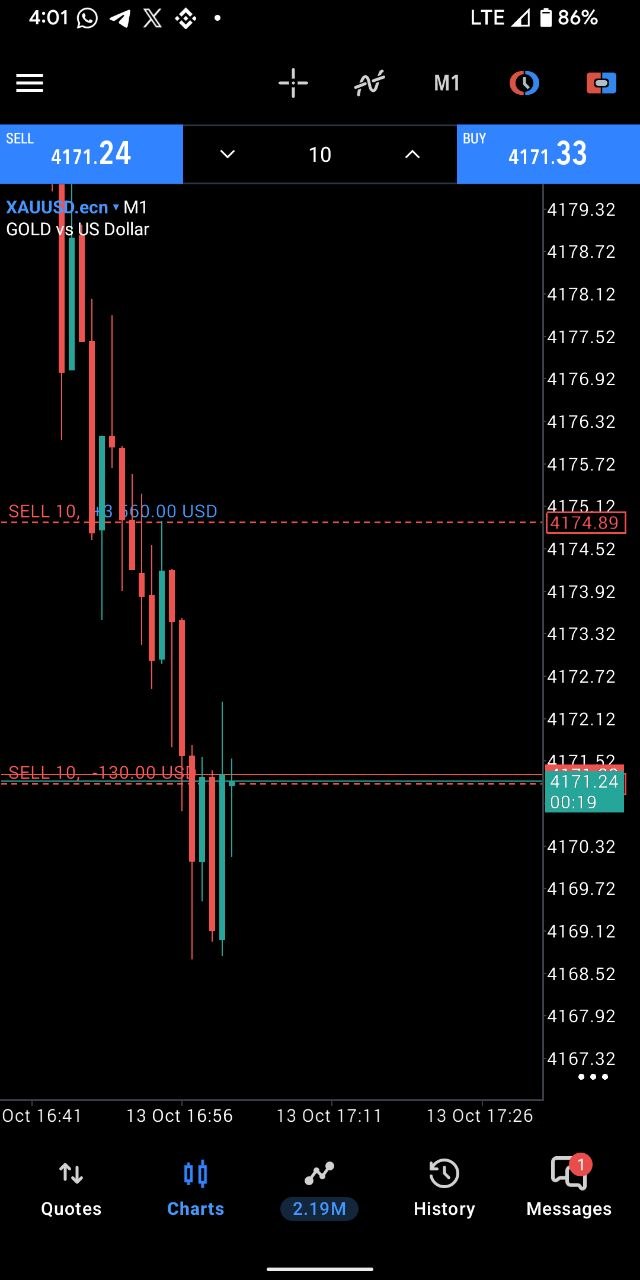 4:01
LTE 86%
M1
SELL
4171.24
10
BUY
4171.33
XAUUSD.ecn M1
GOLD vs US Dollar
4179.32
4178.72
4178.12
4177.52
4176.92
4176.32
4175.72
4175.12
SELL 10, +3 560.00 USD
4174.89
4174.52
4173.92
4173.32
4172.72
4172.12
4171.52
SELL 10, -130.00 USD
4171.24
00:19
4170.32
4169.72
4169.12
4168.52
4167.92
4167.32
Oct 16:41
13 Oct 16:56
13 Oct 17:11
13 Oct 17:26
1
2.19M
Quotes
Charts
History
Messages